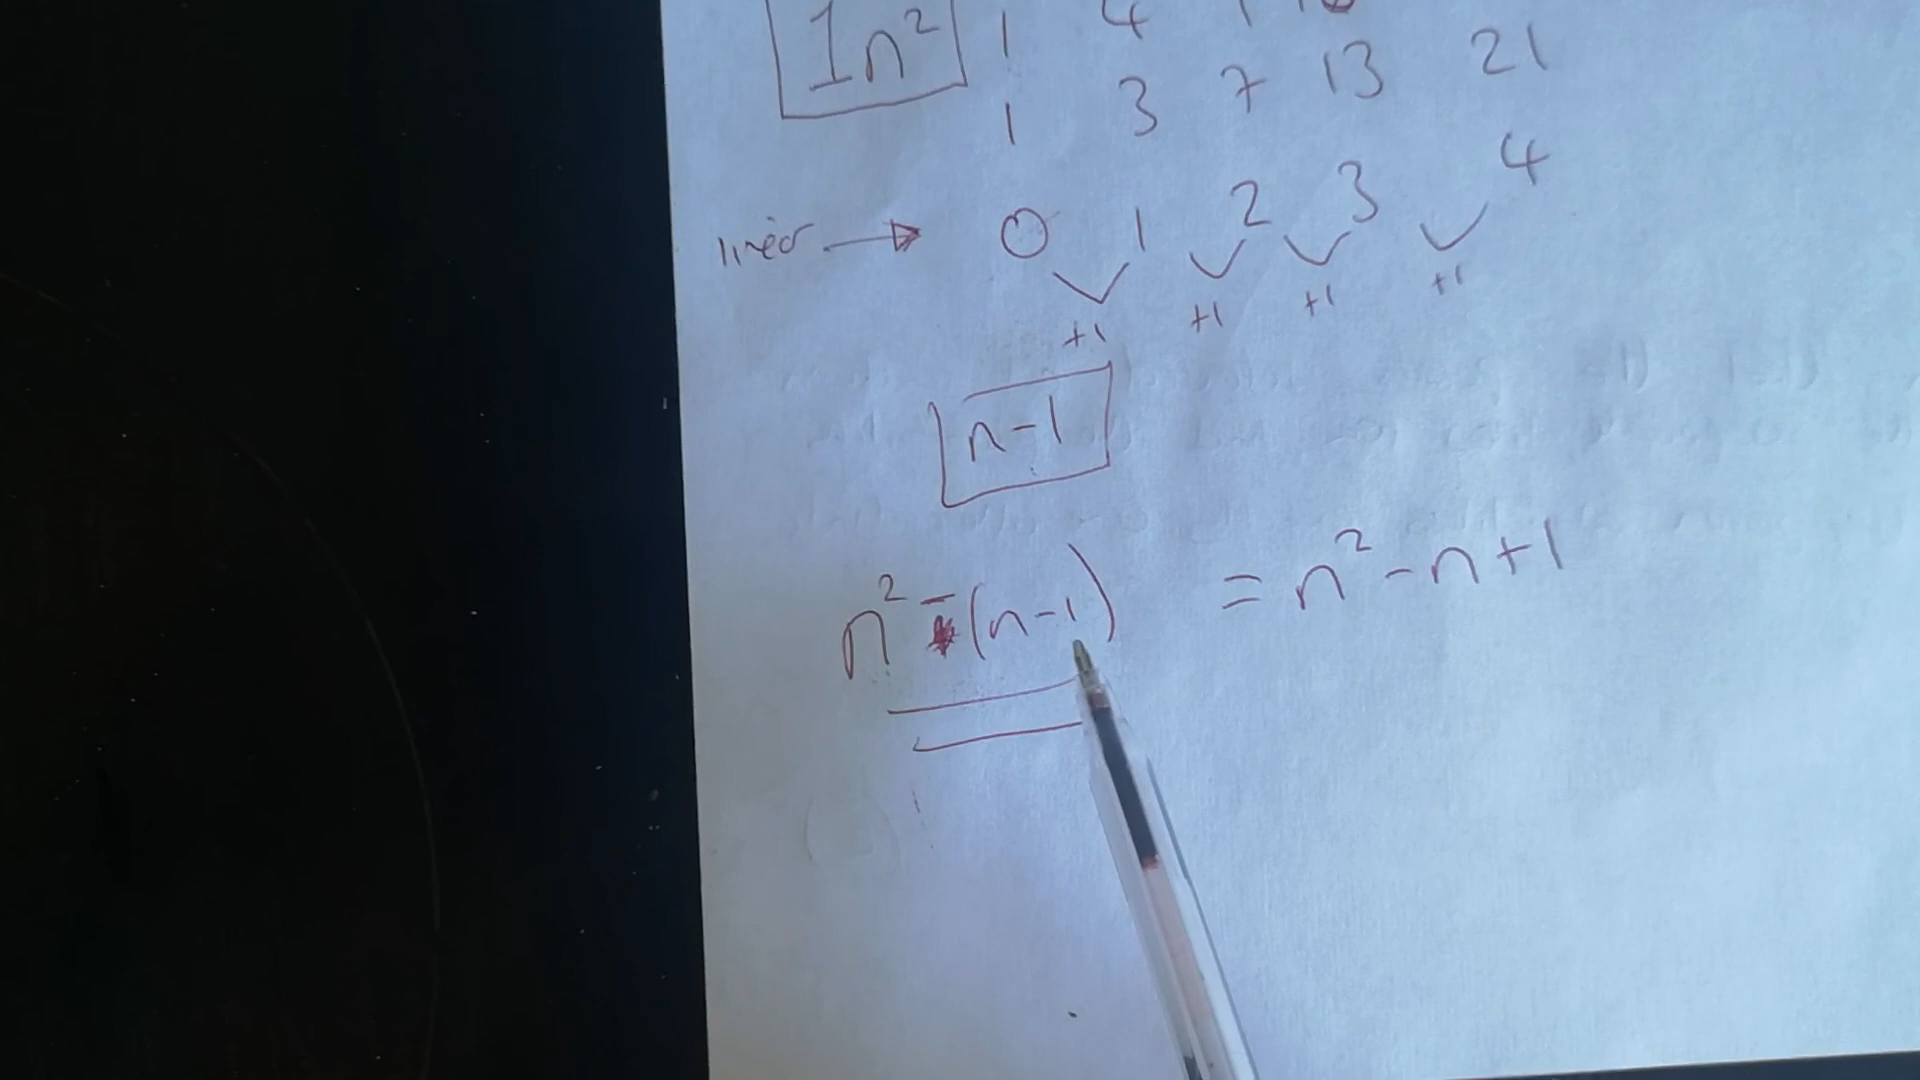 1n² 1 4
1 3 7 13 21
linear → 0 1 2 3 4
+1 +1 +1 +1
n-1
n² -(n-1) = n² - n + 1